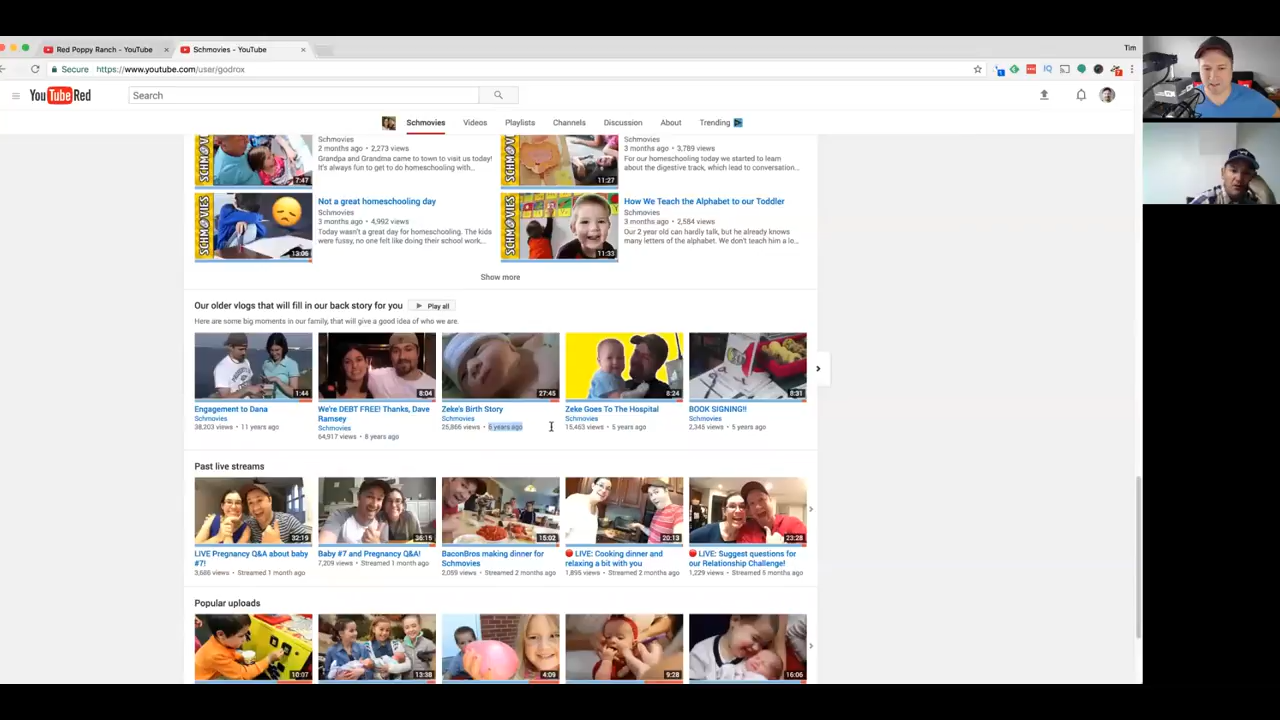 Red Poppy Ranch - YouTube
Schmovies - YouTube
Tim
Secure
https://www.youtube.com/user/godrox
YouTube Red
Search
Schmovies
Videos
Playlists
Channels
Discussion
About
Trending
Schmovies
2 months ago • 2,273 views
Grandpa and Grandma came to town to visit us today!
It's always fun to get to do homeschooling with...
7:47
SCHMOVIES
Schmovies
3 months ago • 3,789 views
For our homeschooling today we started to learn
about the digestive track, which lead to conversation...
11:27
SCHMOVIES
Not a great homeschooling day
Schmovies
3 months ago • 4,992 views
Today wasn't a great day for homeschooling. The kids
were fussy, no one felt like doing their school work,...
13:06
SCHMOVIES
How We Teach the Alphabet to our Toddler
Schmovies
3 months ago • 2,584 views
Our 2 year old can hardly talk, but he already knows
many letters of the alphabet. We don't teach him a lo...
11:33
SCHMOVIES
Show more
Our older vlogs that will fill in our back story for you
Play all
Here are some big moments in our family, that will give a good idea of who we are.
1:44
Engagement to Dana
Schmovies
38,203 views • 11 years ago
8:04
We're DEBT FREE! Thanks, Dave
Ramsey
Schmovies
64,917 views • 8 years ago
27:45
Zeke's Birth Story
Schmovies
25,866 views • 6 years ago
8:24
Zeke Goes To The Hospital
Schmovies
15,463 views • 5 years ago
8:31
BOOK SIGNING!!
Schmovies
2,345 views • 5 years ago
Past live streams
32:19
LIVE Pregnancy Q&A about baby
#7!
3,686 views • Streamed 1 month ago
36:15
Baby #7 and Pregnancy Q&A!
7,209 views • Streamed 1 month ago
15:02
BaconBros making dinner for
Schmovies
2,059 views • Streamed 2 months ago
20:13
LIVE: Cooking dinner and
relaxing a bit with you
1,895 views • Streamed 2 months ago
23:28
LIVE: Suggest questions for
our Relationship Challenge!
1,229 views • Streamed 6 months ago
Popular uploads
10:07
13:38
4:09
9:28
16:06